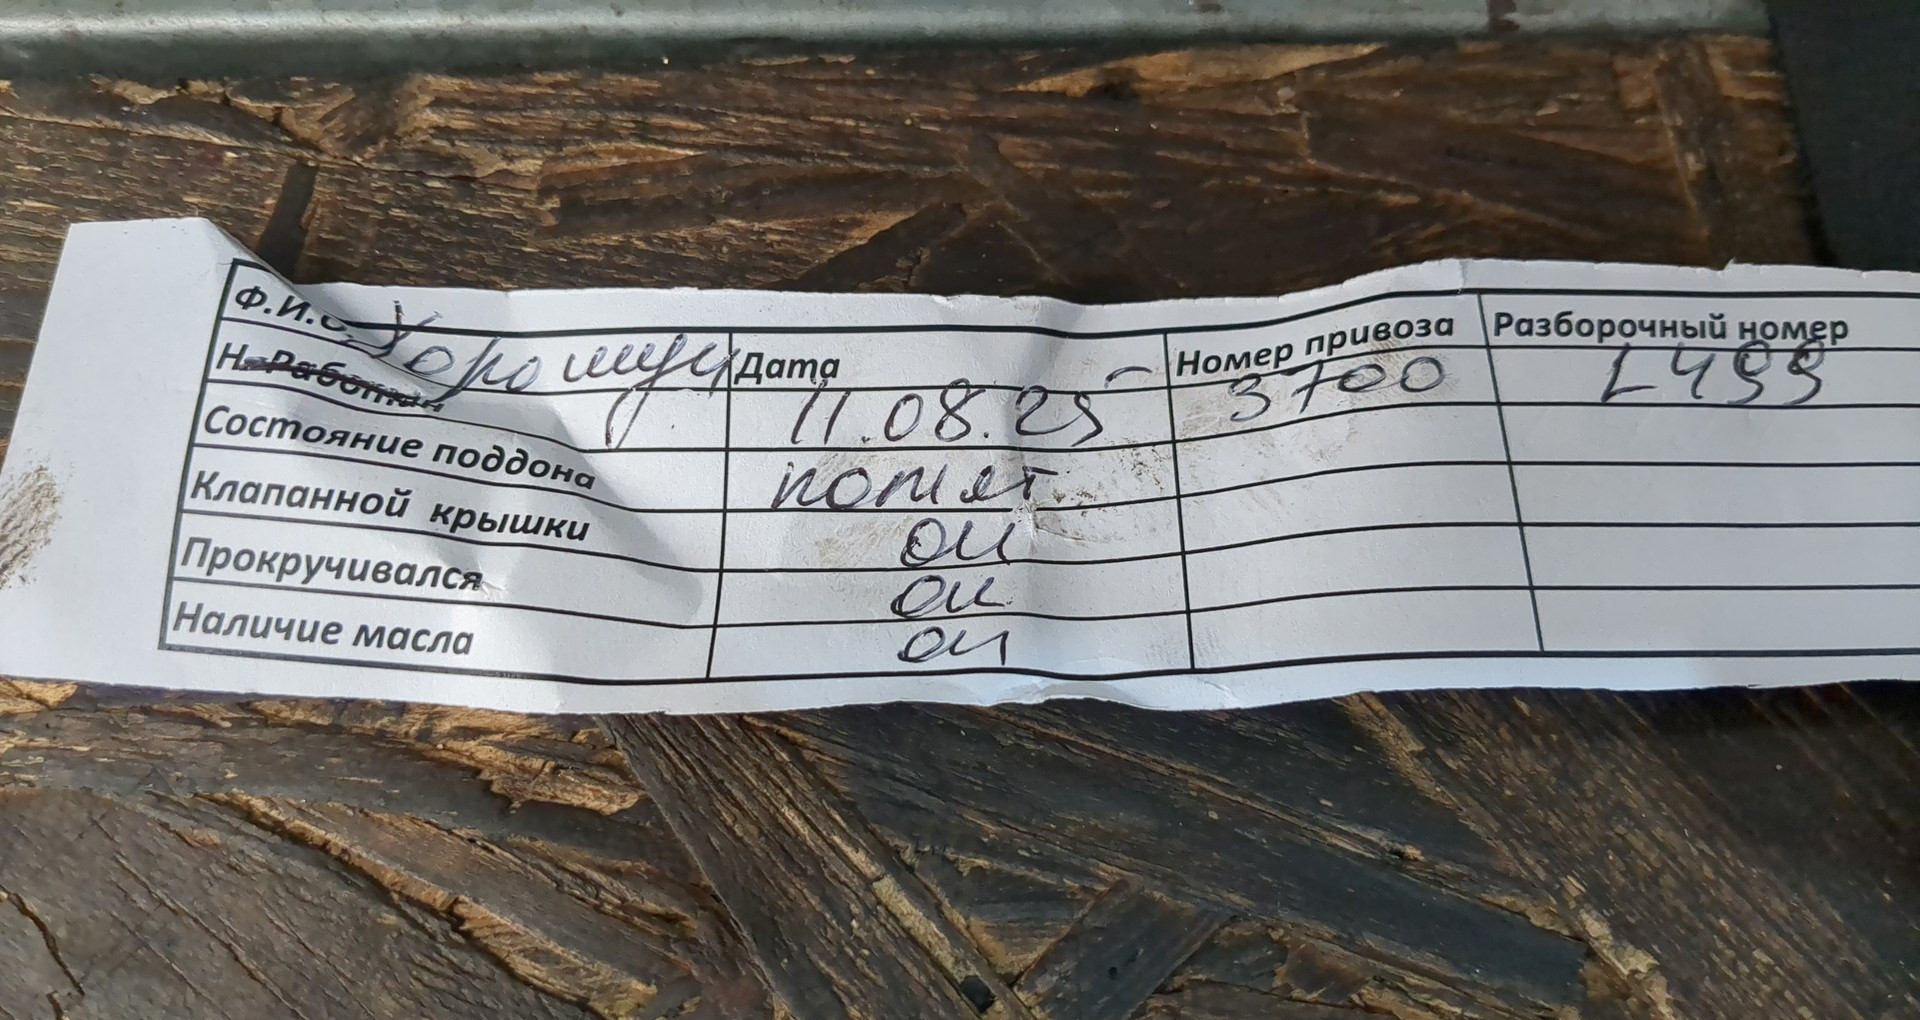 Ф.И.О. Хорошун Дата Номер привоза Разборочный номер
Н. Работник 11.08.25 3700 L499
Состояние поддона помят
Клапанной крышки ок
Прокручивался ок
Наличие масла ок